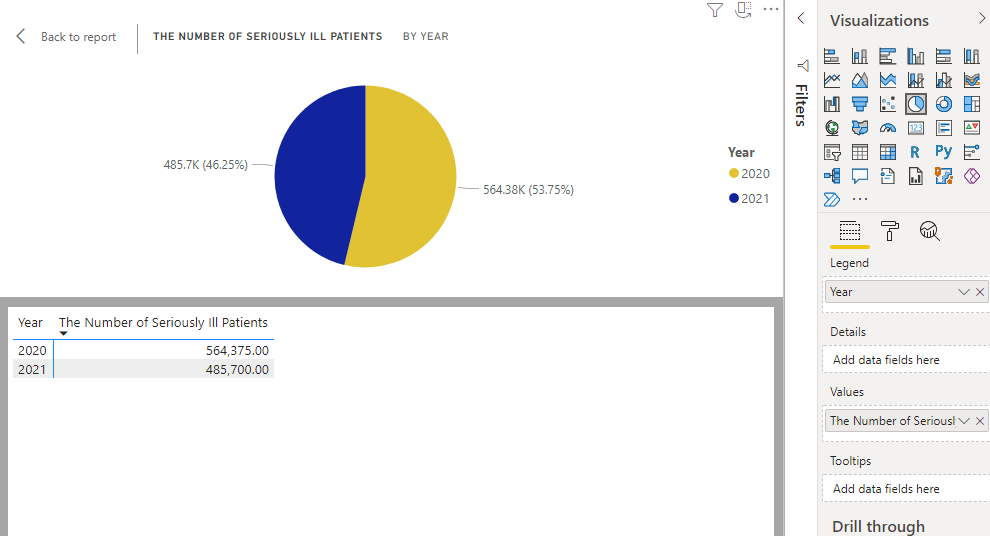 Back to report
THE NUMBER OF SERIOUSLY ILL PATIENTS
BY YEAR
485.7K (46.25%)
564.38K (53.75%)
Year
2020
2021
Year The Number of Seriously Ill Patients
2020 564,375.00
2021 485,700.00
Filters
Visualizations
123
R Py
Legend
Year
Details
Add data fields here
Values
The Number of Seriousl
Tooltips
Add data fields here
Drill through